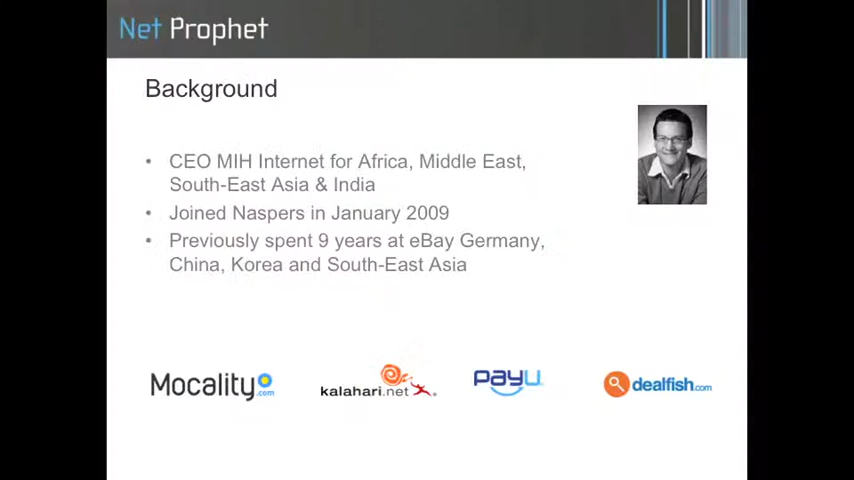 Net Prophet
Background
• CEO MIH Internet for Africa, Middle East,
South-East Asia & India
• Joined Naspers in January 2009
• Previously spent 9 years at eBay Germany,
China, Korea and South-East Asia
Mocality.com
kalahari.net
PayU
dealfish.com